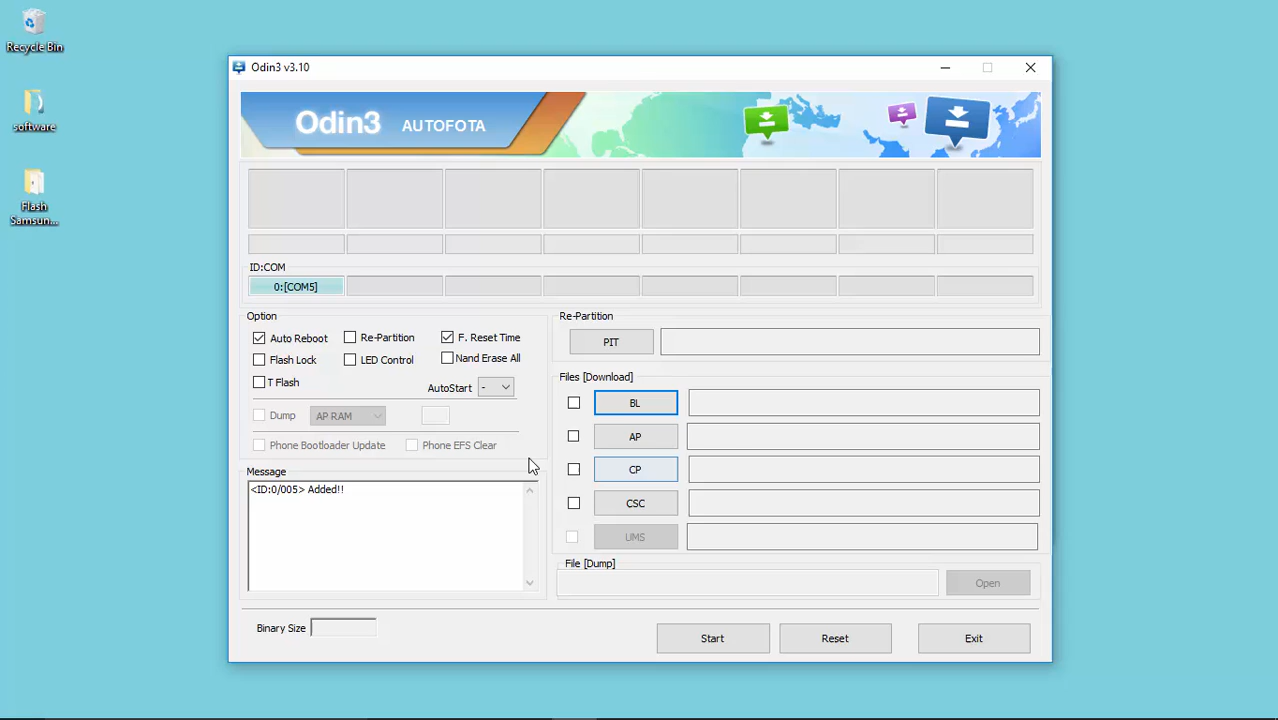 Recycle Bin
software
Flash
Samsun...
Odin3 v3.10
Odin3 AUTOFOTA
ID:COM
0:[COM5]
Option
Auto Reboot Re-Partition F. Reset Time
Flash Lock LED Control Nand Erase All
T Flash
AutoStart -
Dump AP RAM
Phone Bootloader Update Phone EFS Clear
Message
<ID:0/005> Added!!
Re-Partition
PIT
Files [Download]
BL
AP
CP
CSC
UMS
File [Dump]
Open
Binary Size
Start Reset Exit